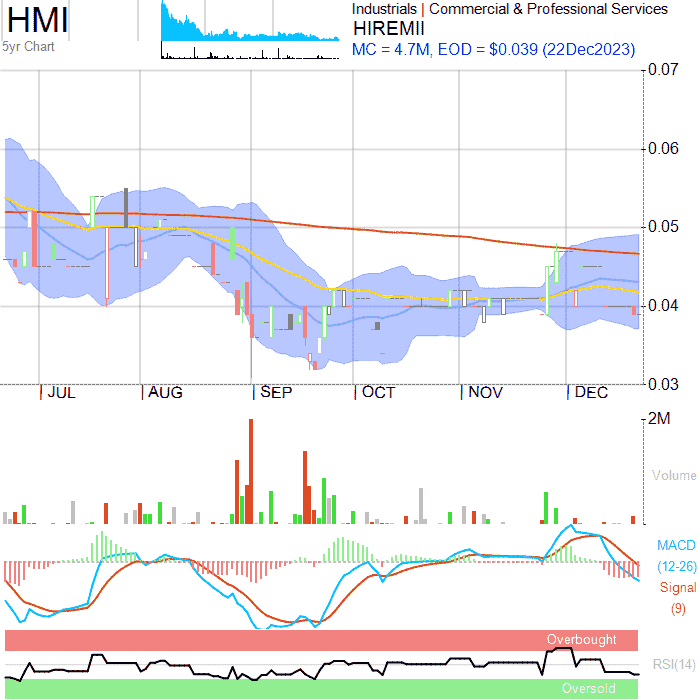 HMI
5yr Chart
Industrials | Commercial & Professional Services
HIREMII
MC = 4.7M, EOD = $0.039 (22Dec2023)
0.07
0.06
0.05
0.04
0.03
| JUL | AUG | SEP | OCT | NOV | DEC
2M
Volume
MACD
(12-26)
Signal
(9)
Overbought
RSI(14)
Oversold